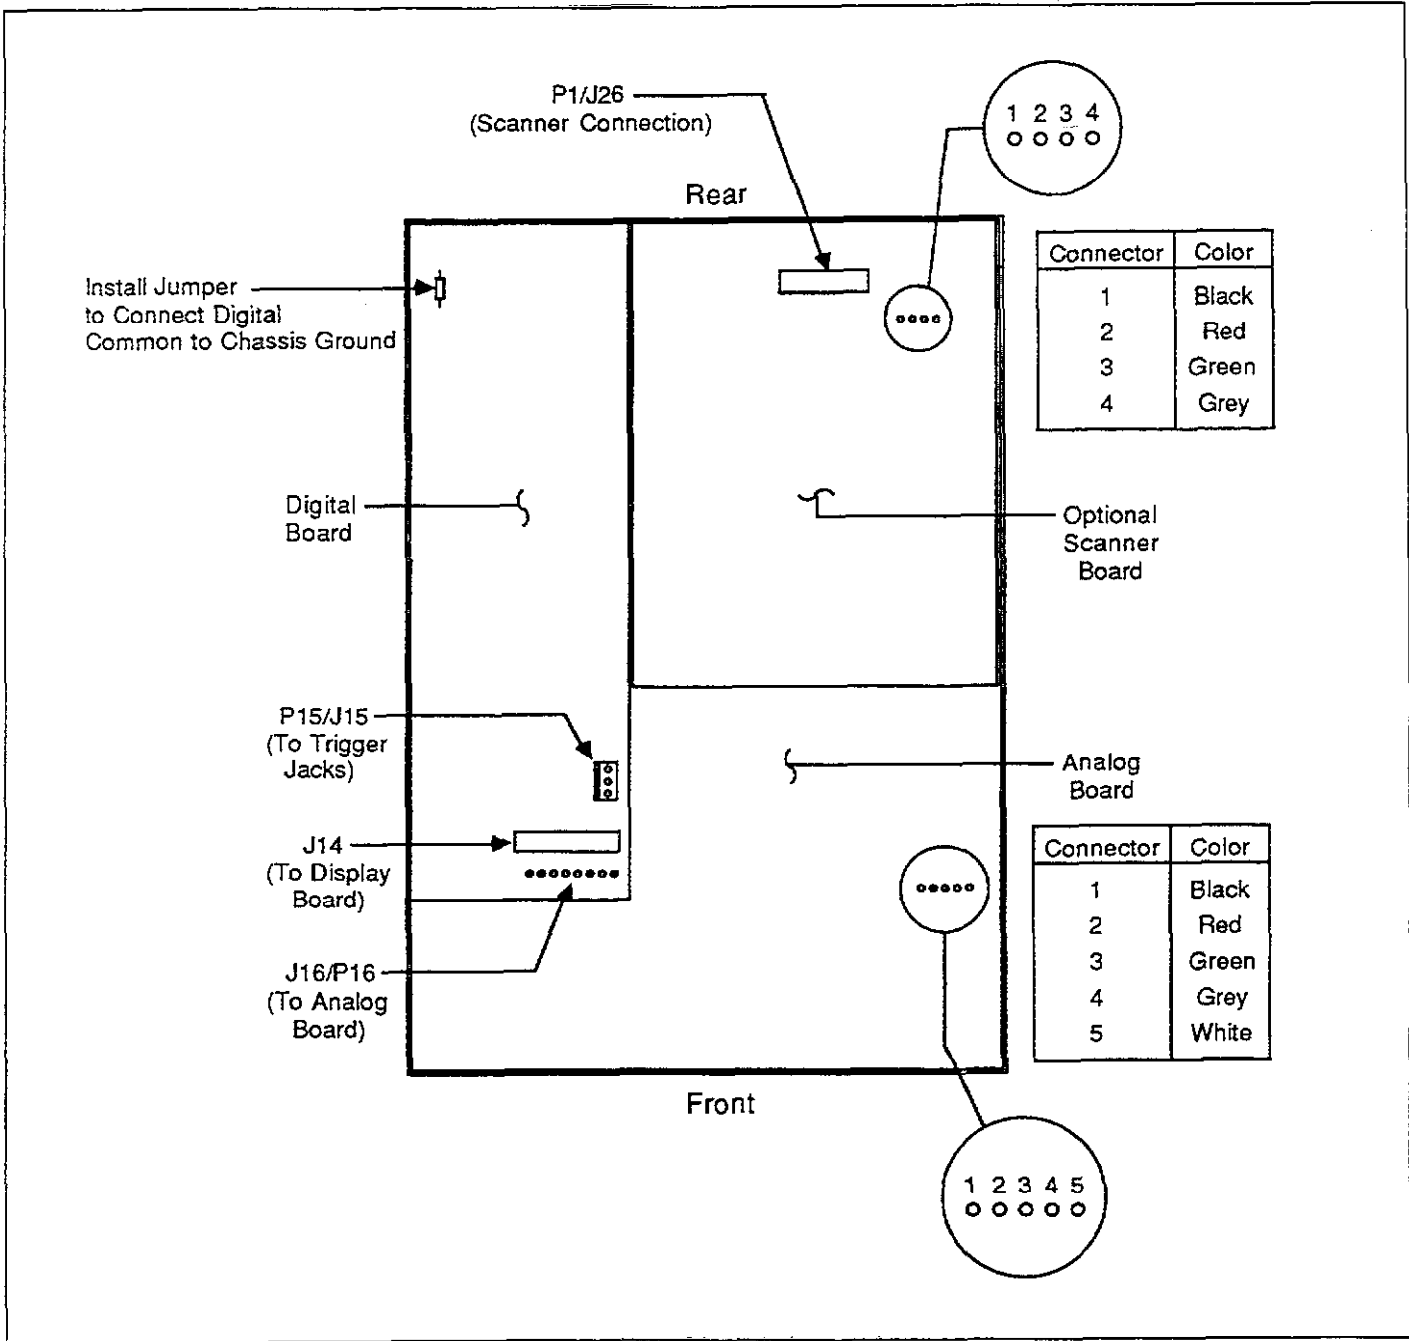 P1/J26
(Scanner Connection)
1 2 3 4
Rear
Connector Color
1 Black
2 Red
3 Green
4 Grey
Install Jumper
to Connect Digital
Common to Chassis Ground
Digital
Board
Optional
Scanner
Board
P15/J15
(To Trigger
Jacks)
Analog
Board
J14
(To Display
Board)
Connector Color
1 Black
2 Red
3 Green
4 Grey
5 White
J16/P16
(To Analog
Board)
Front
1 2 3 4 5